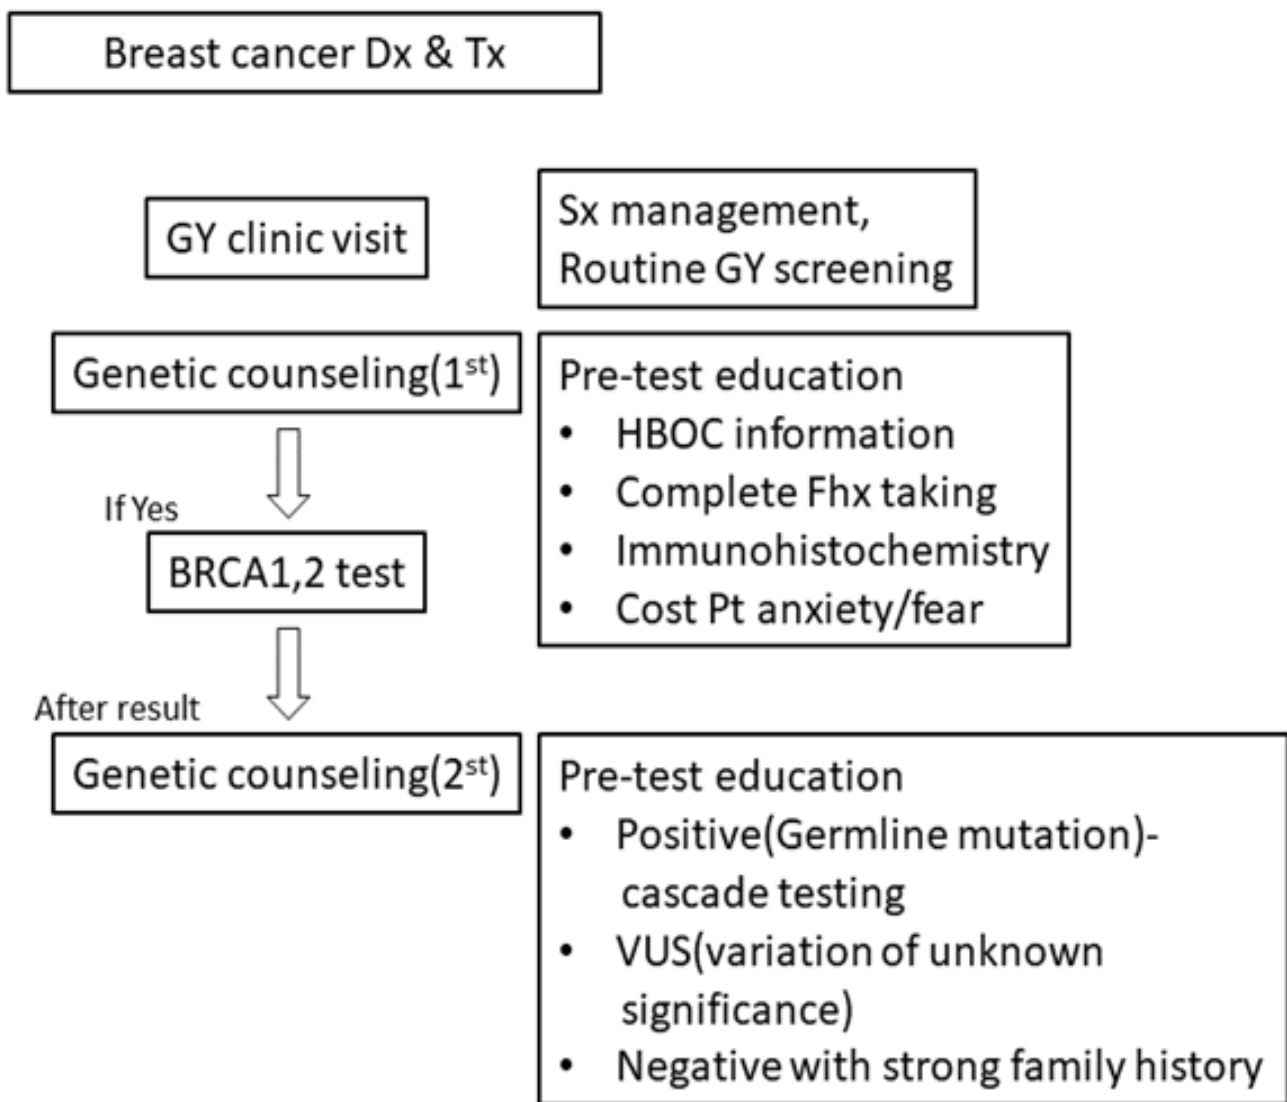 Breast cancer Dx & Tx
GY clinic visit
Sx management,
Routine GY screening
Genetic counseling(1st)
Pre-test education
• HBOC information
• Complete Fhx taking
• Immunohistochemistry
• Cost Pt anxiety/fear
If Yes
BRCA1,2 test
After result
Genetic counseling(2st)
Pre-test education
• Positive(Germline mutation)-
cascade testing
• VUS(variation of unknown
significance)
• Negative with strong family history